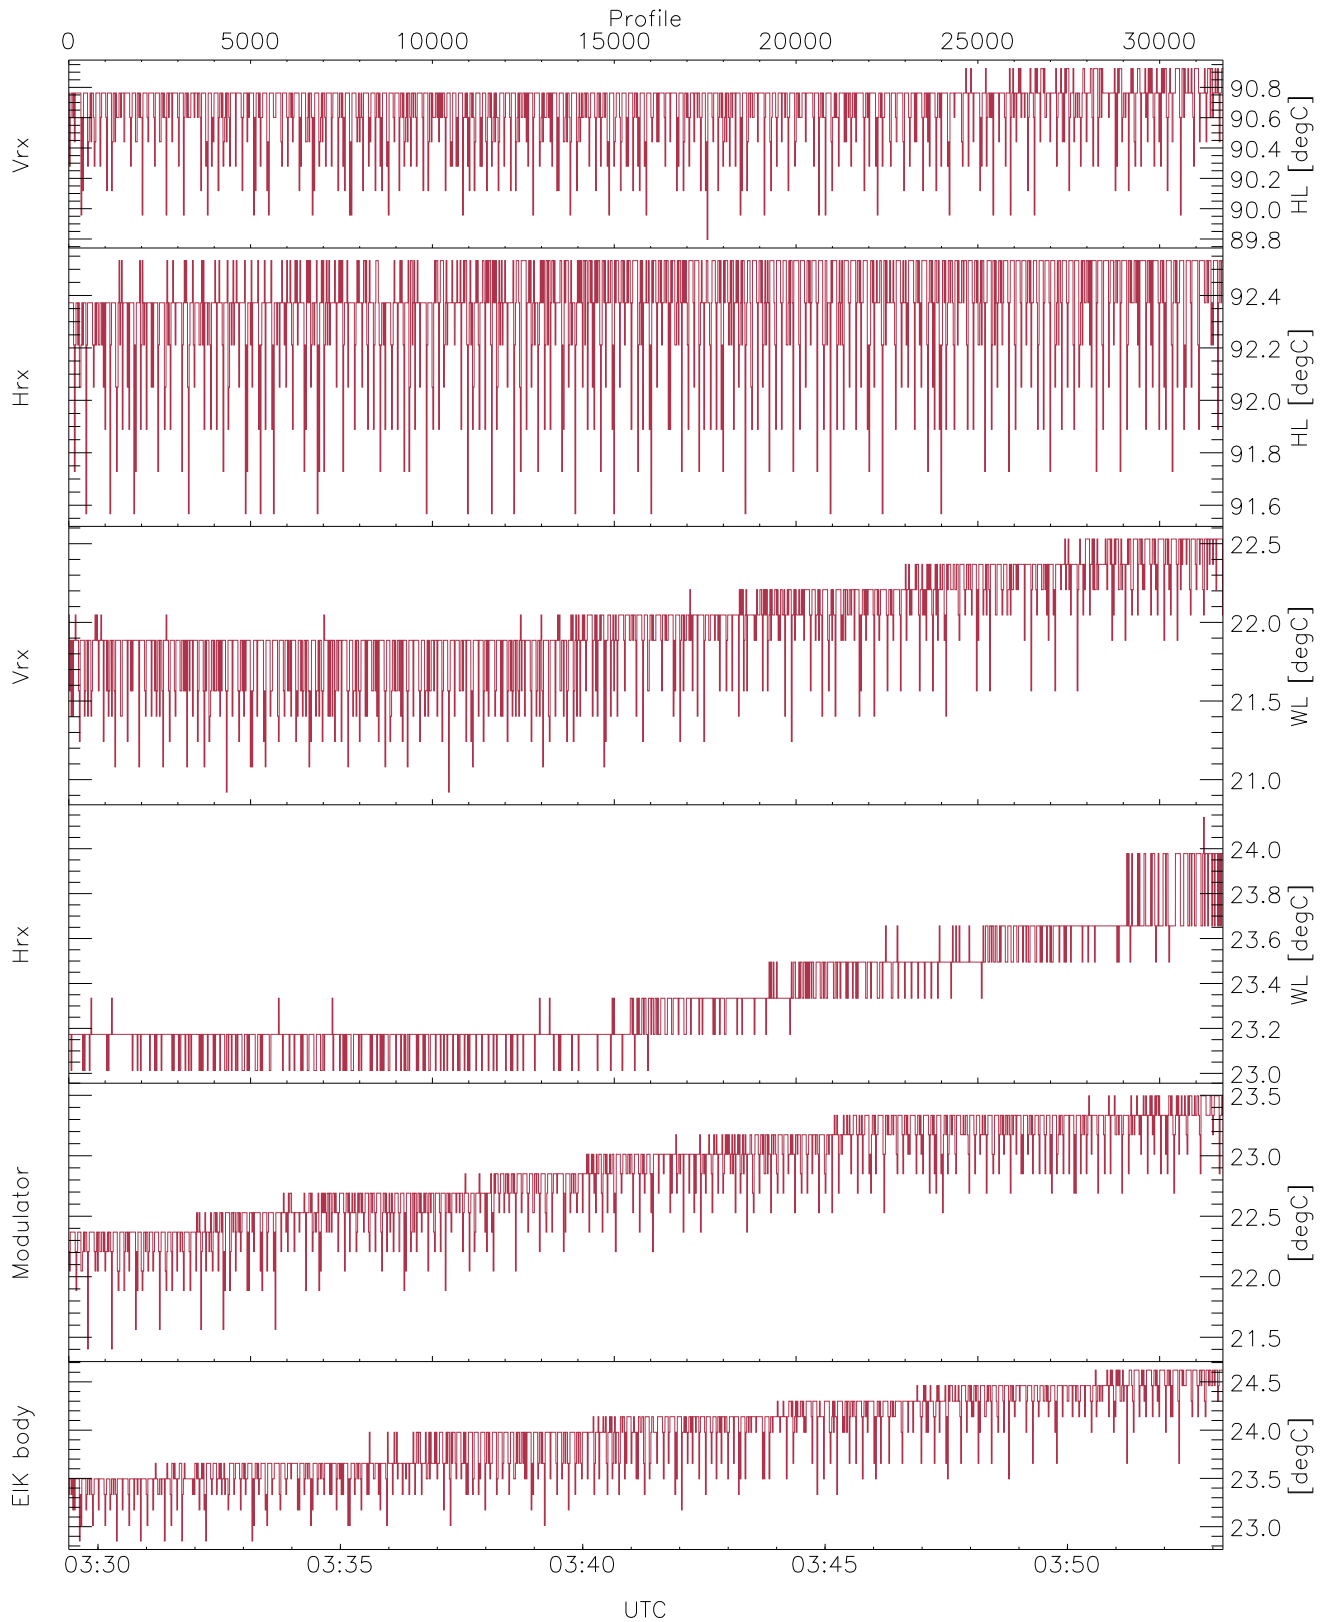 Profile
0 5000 10000 15000 20000 25000 30000
Vrx
90.8
90.6
90.4
90.2
90.0
89.8
HL [degC]
Hrx
92.4
92.2
92.0
91.8
91.6
HL [degC]
Vrx
22.5
22.0
21.5
21.0
WL [degC]
Hrx
24.0
23.8
23.6
23.4
23.2
23.0
WL [degC]
Modulator
23.5
23.0
22.5
22.0
21.5
[degC]
EIK body
24.5
24.0
23.5
23.0
[degC]
03:30 03:35 03:40 03:45 03:50
UTC